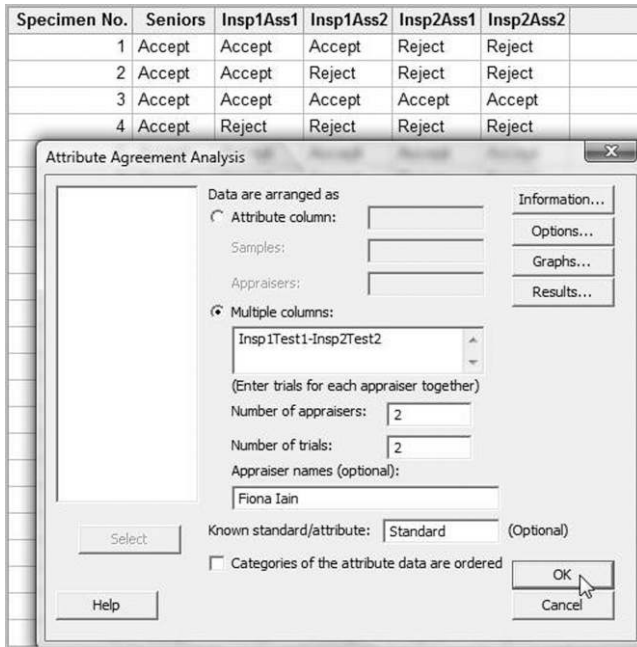 Specimen No. Seniors Insp1Ass1 Insp1Ass2 Insp2Ass1 Insp2Ass2
1 Accept Accept Accept Reject Reject
2 Accept Accept Reject Reject Reject
3 Accept Accept Accept Accept Accept
4 Accept Reject Reject Reject Reject
Attribute Agreement Analysis
Data are arranged as
Attribute column:
Samples:
Appraisers:
Multiple columns:
Insp1Test1-Insp2Test2
(Enter trials for each appraiser together)
Number of appraisers: 2
Number of trials: 2
Appraiser names (optional):
Fiona Iain
Known standard/attribute: Standard (Optional)
Categories of the attribute data are ordered
Information...
Options...
Graphs...
Results...
Select
Help
OK
Cancel